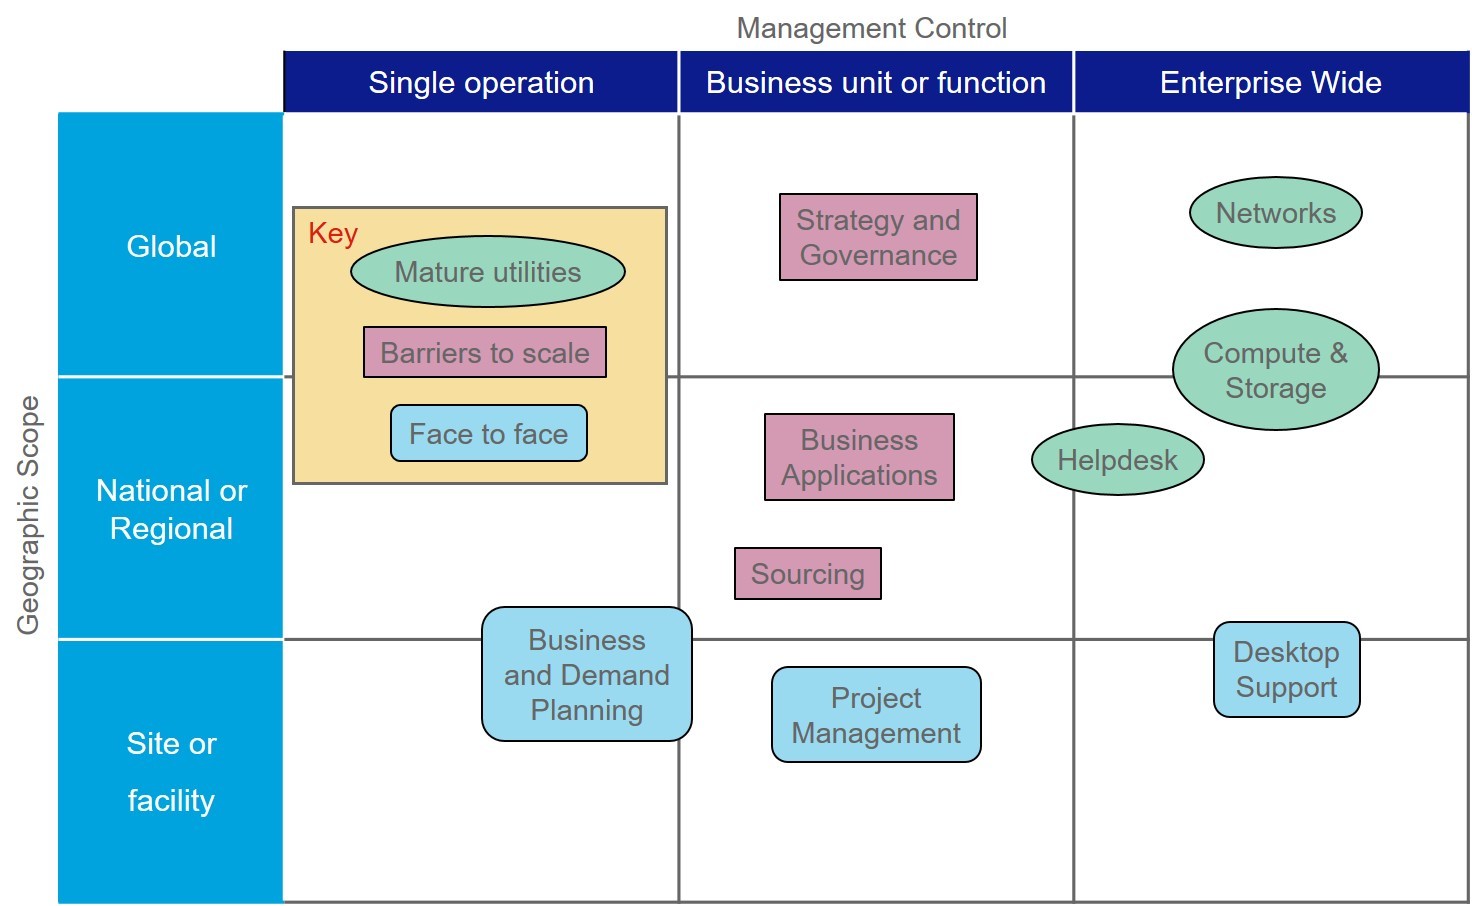 Management Control
Single operation
Business unit or function
Enterprise Wide
Geographic Scope
Global
Key
Mature utilities
Barriers to scale
Face to face
Strategy and
Governance
Networks
Compute &
Storage
National or
Regional
Business
Applications
Helpdesk
Sourcing
Site or
facility
Business
and Demand
Planning
Project
Management
Desktop
Support